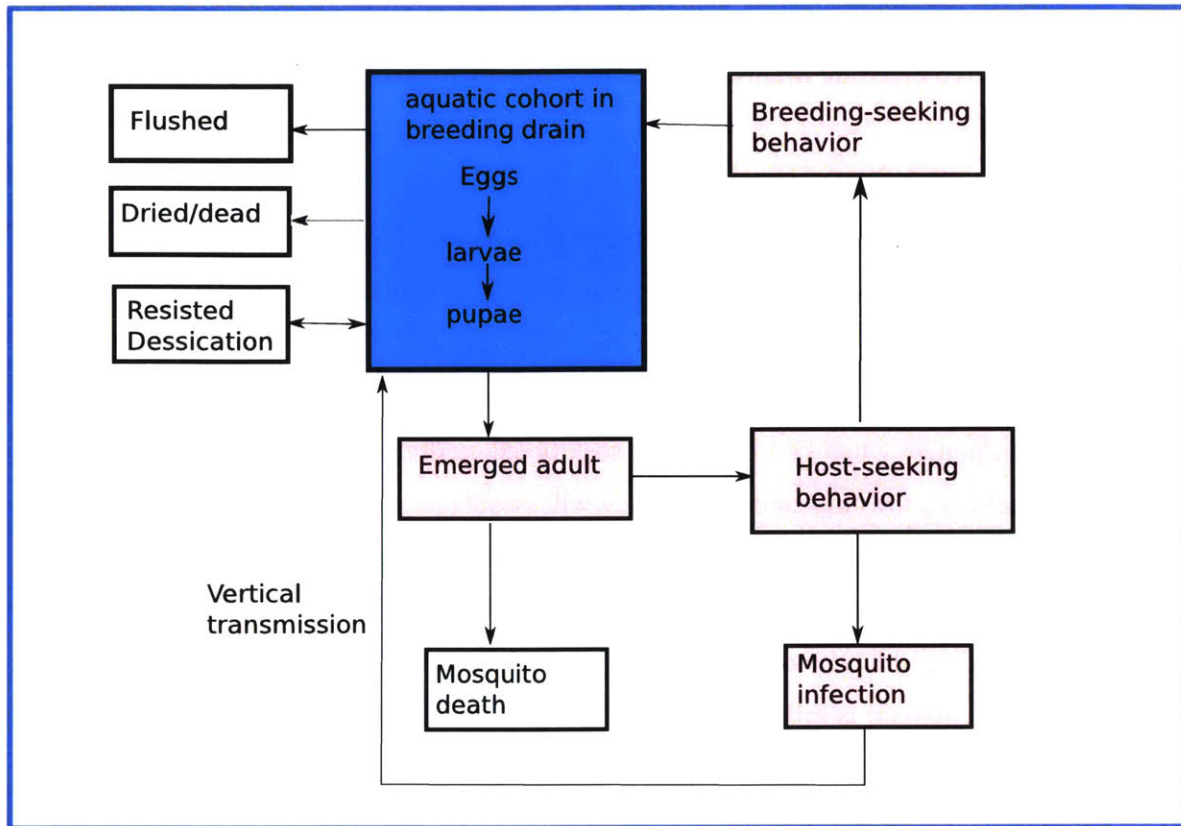 Flushed
Dried/dead
Resisted
Dessication
aquatic cohort in
breeding drain
Eggs
larvae
pupae
Breeding-seeking
behavior
Emerged adult
Host-seeking
behavior
Vertical
transmission
Mosquito
death
Mosquito
infection